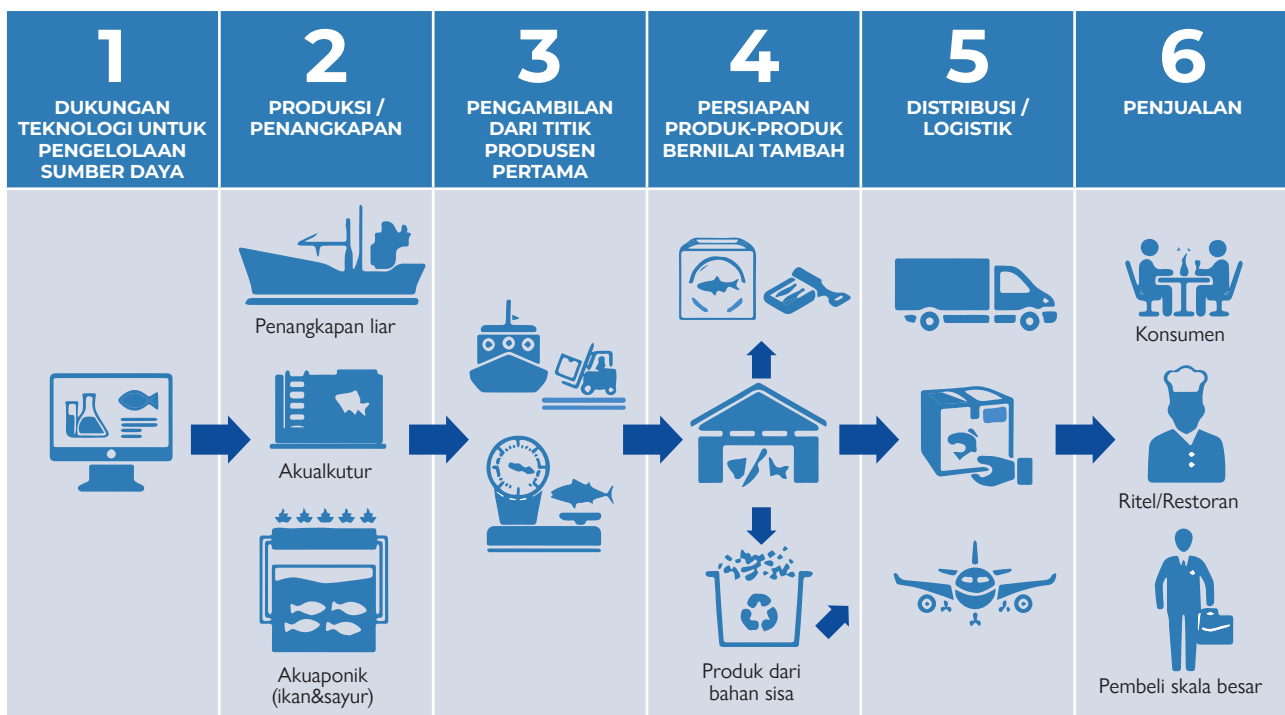 1
DUKUNGAN
TEKNOLOGI UNTUK
PENGELOLAAN
SUMBER DAYA
2
PRODUKSI /
PENANGKAPAN
3
PENGAMBILAN
DARI TITIK
PRODUSEN
PERTAMA
4
PERSIAPAN
PRODUK-PRODUK
BERNILAI TAMBAH
5
DISTRIBUSI /
LOGISTIK
6
PENJUALAN
Penangkapan liar
Akualkutur
Akuaponik
(ikan&sayur)
Produk dari
bahan sisa
Konsumen
Ritel/Restoran
Pembeli skala besar